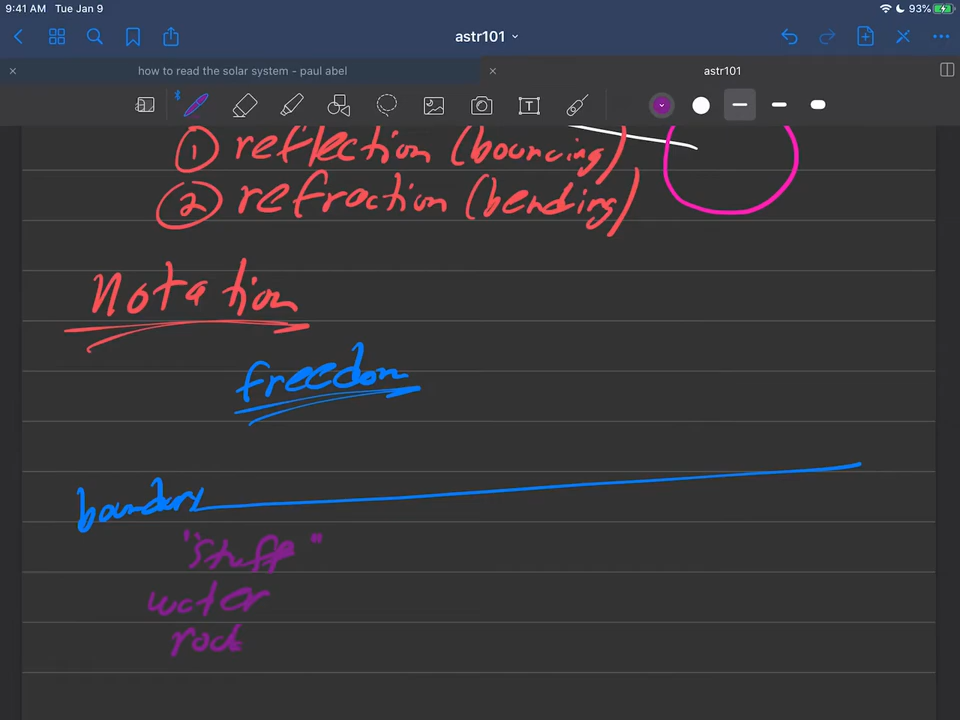 9:41 AM Tue Jan 9
93%
astr101
how to read the solar system - paul abel
astr101
T
① reflection (bouncing)
② refraction (bending)
Notation
freedom
boundary
"Stuff"
water
rock